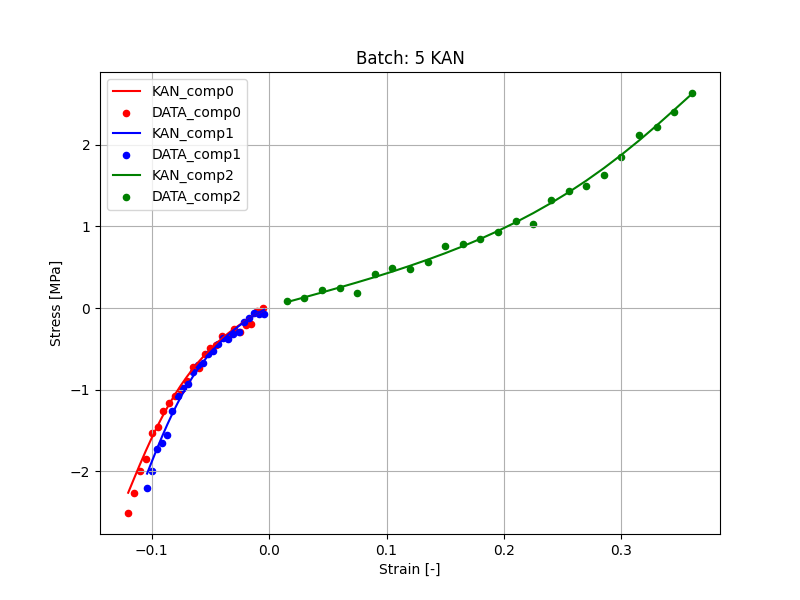 Batch: 5 KAN
KAN_comp0
DATA_comp0
KAN_comp1
DATA_comp1
KAN_comp2
DATA_comp2
Stress [MPa]
2
1
0
−1
−2
−0.1 0.0 0.1 0.2 0.3
Strain [-]